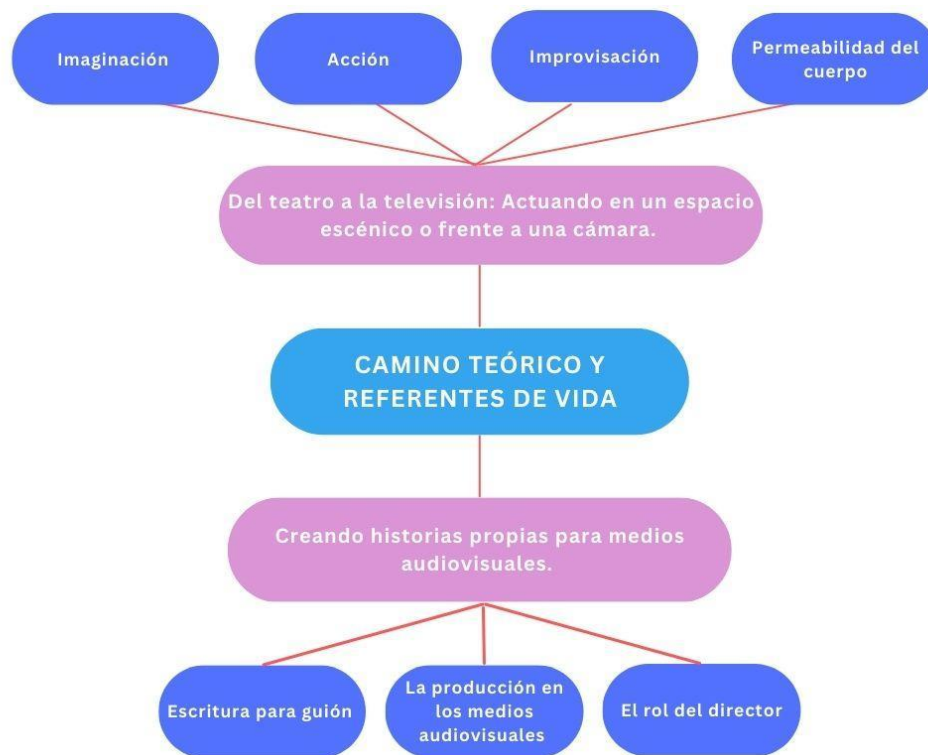 Imaginación
Acción
Improvisación
Permeabilidad del
cuerpo
Del teatro a la televisión: Actuando en un espacio
escénico o frente a una cámara.
CAMINO TEÓRICO Y
REFERENTES DE VIDA
Creando historias propias para medios
audiovisuales.
Escritura para guión
La producción en
los medios
audiovisuales
El rol del director